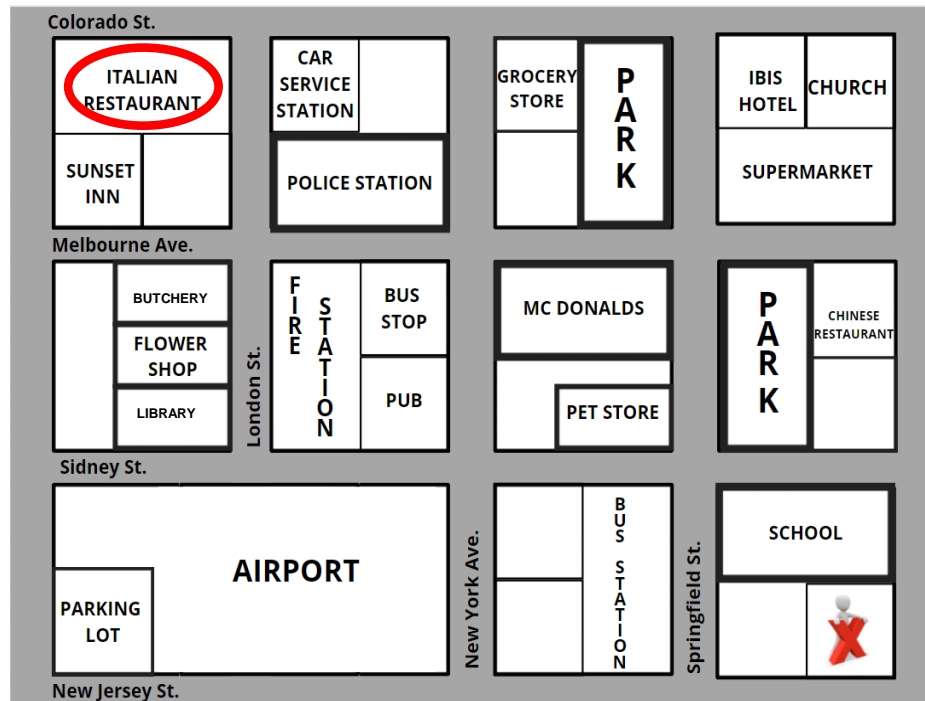 Colorado St.
ITALIAN
RESTAURANT
CAR
SERVICE
STATION
GROCERY
STORE
PARK
IBIS
HOTEL
CHURCH
SUNSET
INN
POLICE STATION
SUPERMARKET
Melbourne Ave.
BUTCHERY
FLOWER
SHOP
LIBRARY
London St.
FIRE
STATION
BUS
STOP
PUB
MC DONALDS
PET STORE
PARK
CHINESE
RESTAURANT
Sidney St.
AIRPORT
PARKING
LOT
New York Ave.
BUS STATION
Springfield St.
SCHOOL
X
New Jersey St.